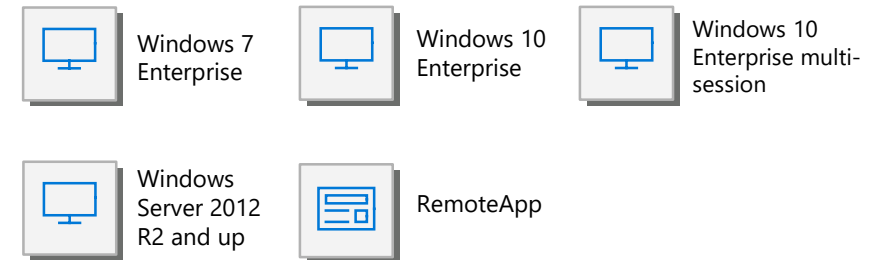 Windows 7
Enterprise
Windows 10
Enterprise
Windows 10
Enterprise multi-
session
Windows
Server 2012
R2 and up
RemoteApp